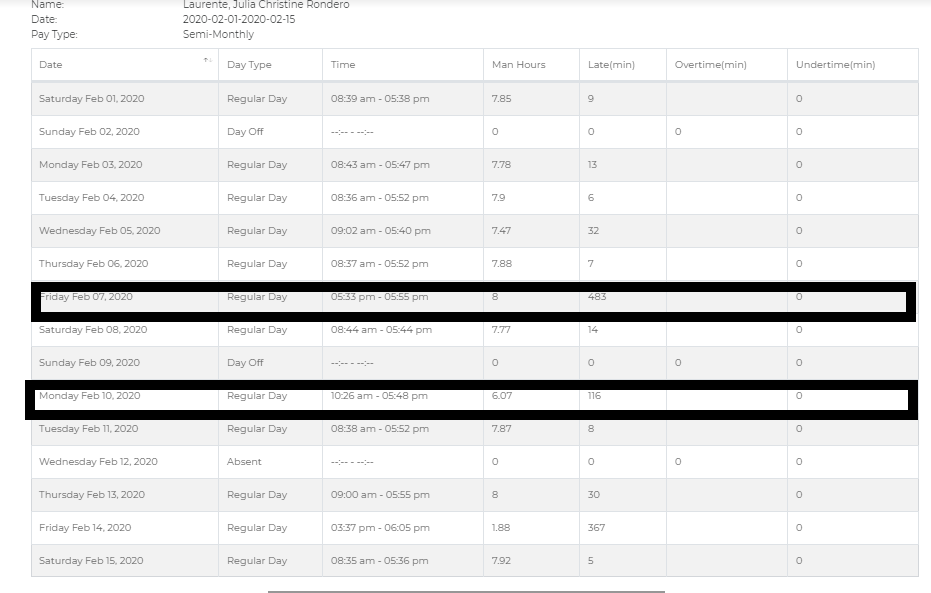 Name: Laurente, Julia Christine Rondero
Date: 2020-02-01-2020-02-15
Pay Type: Semi-Monthly
Date Day Type Time Man Hours Late(min) Overtime(min) Undertime(min)
Saturday Feb 01, 2020 Regular Day 08:39 am - 05:38 pm 7.85 9 0
Sunday Feb 02, 2020 Day Off --:-- - --:-- 0 0 0 0
Monday Feb 03, 2020 Regular Day 08:43 am - 05:47 pm 7.78 13 0
Tuesday Feb 04, 2020 Regular Day 08:36 am - 05:52 pm 7.9 6 0
Wednesday Feb 05, 2020 Regular Day 09:02 am - 05:40 pm 7.47 32 0
Thursday Feb 06, 2020 Regular Day 08:37 am - 05:52 pm 7.88 7 0
Friday Feb 07, 2020 Regular Day 05:33 pm - 05:55 pm 8 483 0
Saturday Feb 08, 2020 Regular Day 08:44 am - 05:44 pm 7.77 14 0
Sunday Feb 09, 2020 Day Off --:-- - --:-- 0 0 0 0
Monday Feb 10, 2020 Regular Day 10:26 am - 05:48 pm 6.07 116 0
Tuesday Feb 11, 2020 Regular Day 08:38 am - 05:52 pm 7.87 8 0
Wednesday Feb 12, 2020 Absent --:-- - --:-- 0 0 0 0
Thursday Feb 13, 2020 Regular Day 09:00 am - 05:55 pm 8 30 0
Friday Feb 14, 2020 Regular Day 03:37 pm - 06:05 pm 1.88 367 0
Saturday Feb 15, 2020 Regular Day 08:35 am - 05:36 pm 7.92 5 0